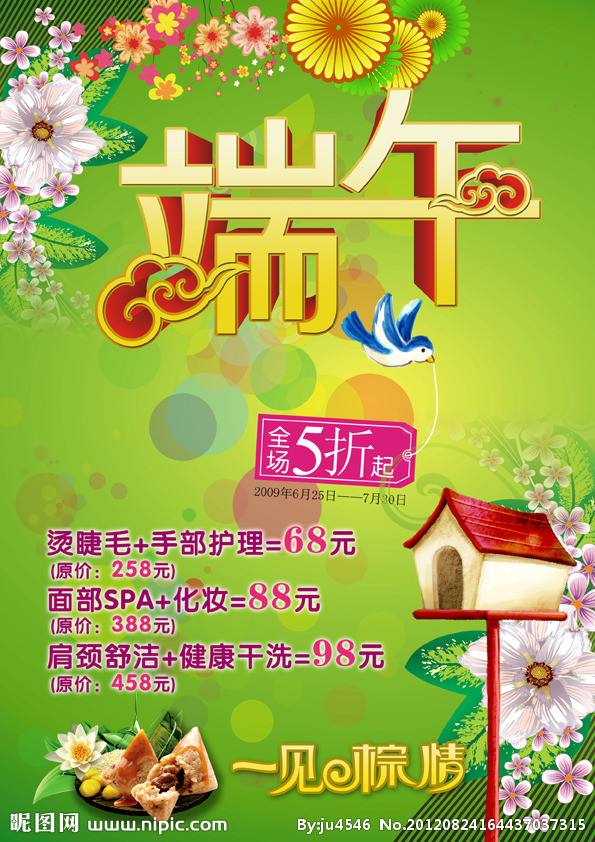 端午
全场5折起
2009年6月25日——7月30日
烫睫毛+手部护理=68元
(原价：258元)
面部SPA+化妆=88元
(原价：388元)
肩颈舒洁+健康干洗=98元
(原价：458元)
一见棕情
昵图网 www.nipic.com
By:ju4546 No.20120824164437037315